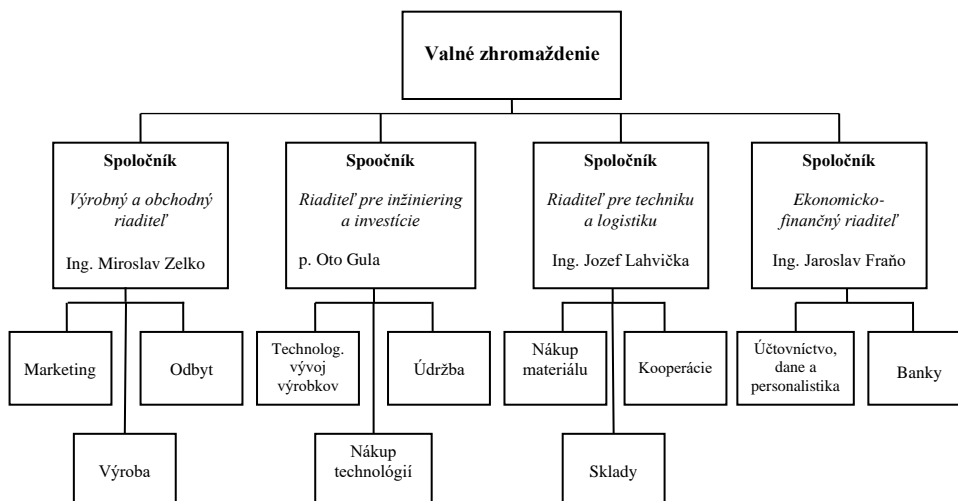 Valné zhromaždenie
Spoločník
Výrobný a obchodný
riaditeľ
Ing. Miroslav Zelko
Spoočník
Riaditeľ pre inžiniering
a investície
p. Oto Gula
Spoločník
Riaditeľ pre techniku
a logistiku
Ing. Jozef Lahvička
Spoločník
Ekonomicko-
finančný riaditeľ
Ing. Jaroslav Fraňo
Marketing
Odbyt
Technolog.
vývoj
výrobkov
Údržba
Nákup
materiálu
Kooperácie
Účtovníctvo,
dane a
personalistika
Banky
Výroba
Nákup
technológií
Sklady